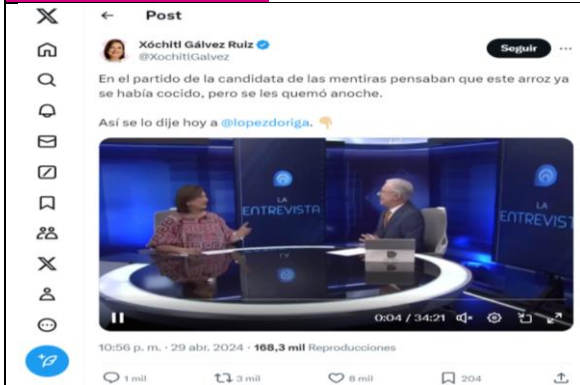 Post
Xóchitl Gálvez Ruiz
@XochitlGalvez
Seguir
En el partido de la candidata de las mentiras pensaban que este arroz ya
se había cocido, pero se les quemó anoche.
Así se lo dije hoy a @lopezdoriga.
LA
ENTREVISTA
LA
ENTREVIST
0:04 / 34:21
10:56 p. m. · 29 abr. 2024 · 168,3 mil Reproducciones
1 mil
3 mil
8 mil
204